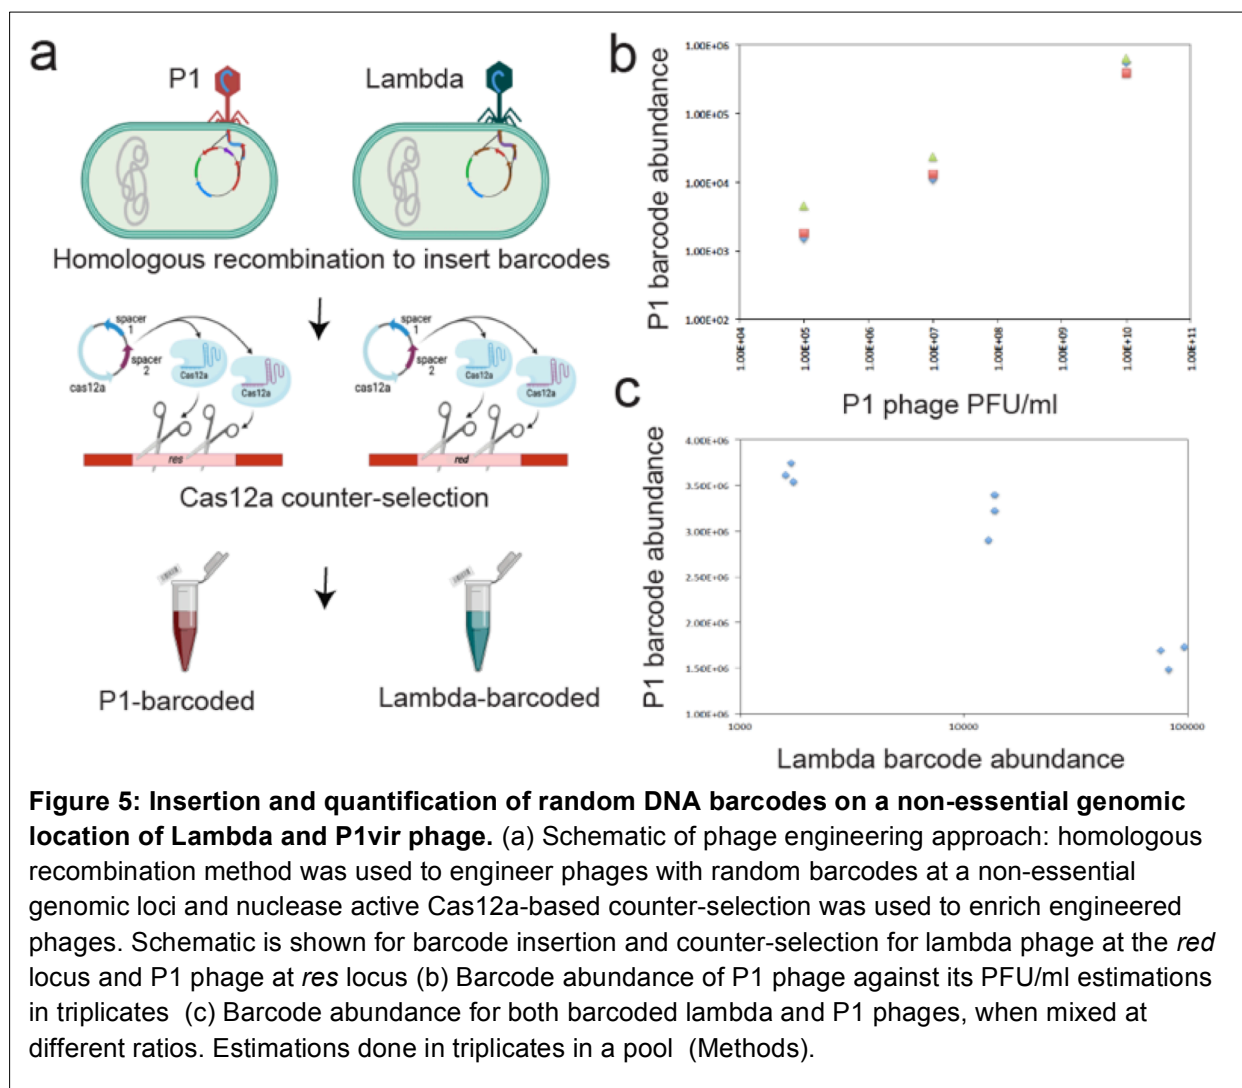 a
P1
Lambda
Homologous recombination to insert barcodes
spacer
1
spacer
2
cas12a
Cas12a
Cas12a
res
spacer
1
spacer
2
cas12a
Cas12a
Cas12a
red
Cas12a counter-selection
P1-barcoded
Lambda-barcoded
b
P1 barcode abundance
1.00E+06
1.00E+05
1.00E+04
1.00E+03
1.00E+02
1.00E+04
1.00E+05
1.00E+06
1.00E+07
1.00E+08
1.00E+09
1.00E+10
1.00E+11
P1 phage PFU/ml
c
P1 barcode abundance
4.00E+06
3.50E+06
3.00E+06
2.50E+06
2.00E+06
1.50E+06
1.00E+06
1000
10000
100000
Lambda barcode abundance
Figure 5: Insertion and quantification of random DNA barcodes on a non-essential genomic
location of Lambda and P1vir phage. (a) Schematic of phage engineering approach: homologous
recombination method was used to engineer phages with random barcodes at a non-essential
genomic loci and nuclease active Cas12a-based counter-selection was used to enrich engineered
phages. Schematic is shown for barcode insertion and counter-selection for lambda phage at the red
locus and P1 phage at res locus (b) Barcode abundance of P1 phage against its PFU/ml estimations
in triplicates (c) Barcode abundance for both barcoded lambda and P1 phages, when mixed at
different ratios. Estimations done in triplicates in a pool (Methods).